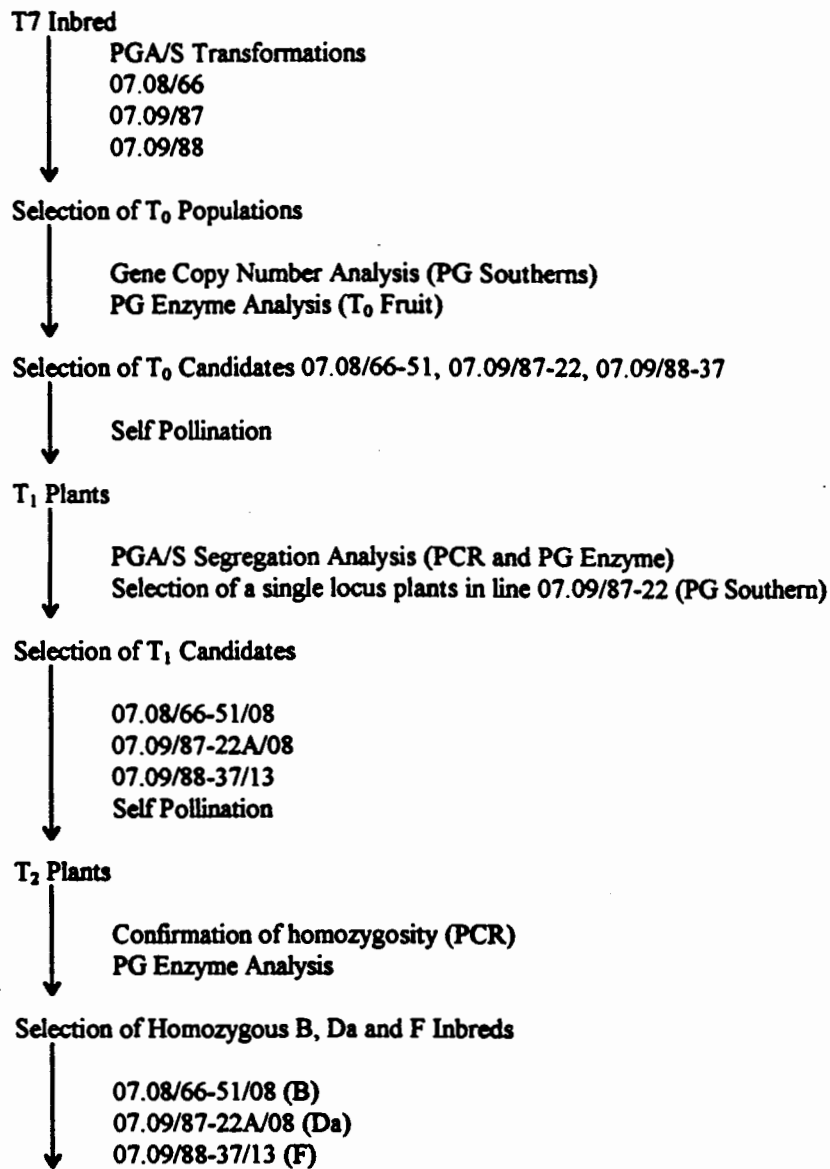 T7 Inbred
PGA/S Transformations
07.08/66
07.09/87
07.09/88
Selection of T₀ Populations
Gene Copy Number Analysis (PG Southerns)
PG Enzyme Analysis (T₀ Fruit)
Selection of T₀ Candidates 07.08/66-51, 07.09/87-22, 07.09/88-37
Self Pollination
T₁ Plants
PGA/S Segregation Analysis (PCR and PG Enzyme)
Selection of a single locus plants in line 07.09/87-22 (PG Southern)
Selection of T₁ Candidates
07.08/66-51/08
07.09/87-22A/08
07.09/88-37/13
Self Pollination
T₂ Plants
Confirmation of homozygosity (PCR)
PG Enzyme Analysis
Selection of Homozygous B, Da and F Inbreds
07.08/66-51/08 (B)
07.09/87-22A/08 (Da)
07.09/88-37/13 (F)